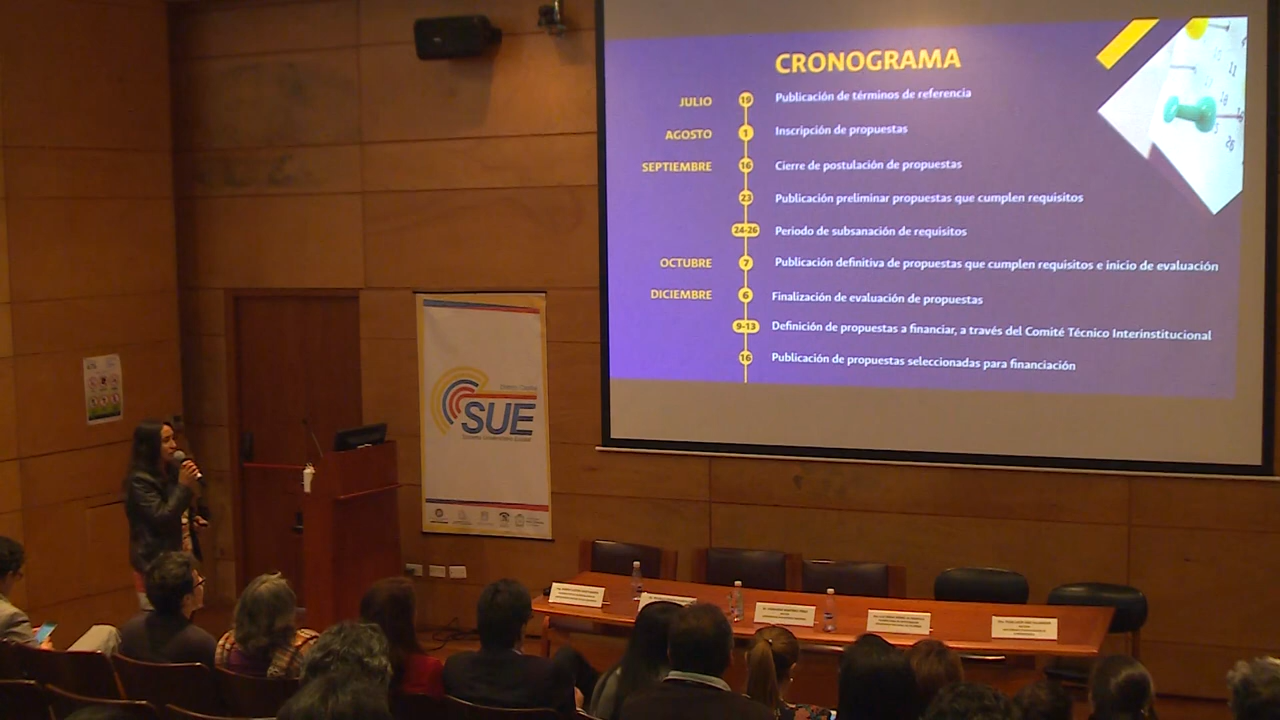 CRONOGRAMA
JULIO 19 Publicación de términos de referencia
AGOSTO 1 Inscripción de propuestas
SEPTIEMBRE 16 Cierre de postulación de propuestas
23 Publicación preliminar propuestas que cumplen requisitos
24-26 Periodo de subsanación de requisitos
OCTUBRE 7 Publicación definitiva de propuestas que cumplen requisitos e inicio de evaluación
DICIEMBRE 6 Finalización de evaluación de propuestas
9-13 Definición de propuestas a financiar, a través del Comité Técnico Interinstitucional
16 Publicación de propuestas seleccionadas para financiación
SUE